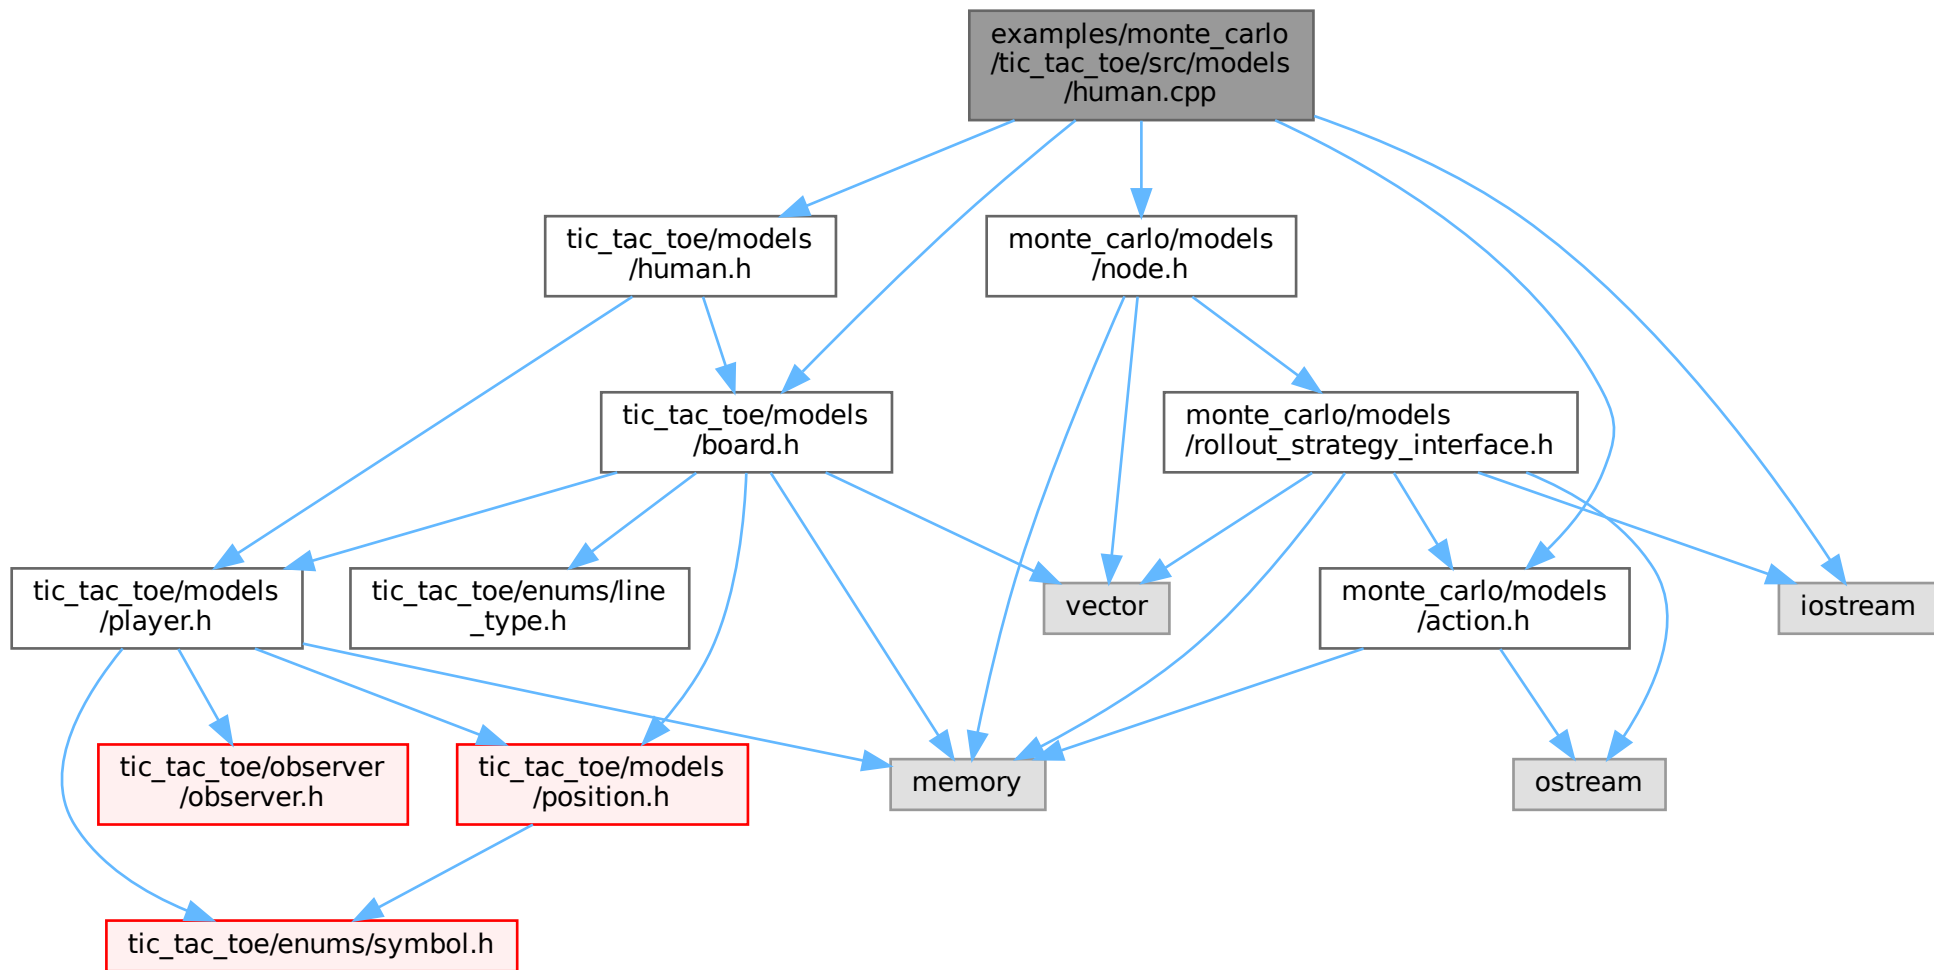 examples/monte_carlo
/tic_tac_toe/src/models
/human.cpp
tic_tac_toe/models
/human.h
monte_carlo/models
/node.h
tic_tac_toe/models
/board.h
monte_carlo/models
/rollout_strategy_interface.h
tic_tac_toe/models
/player.h
tic_tac_toe/enums/line
_type.h
vector
monte_carlo/models
/action.h
iostream
tic_tac_toe/observer
/observer.h
tic_tac_toe/models
/position.h
memory
ostream
tic_tac_toe/enums/symbol.h